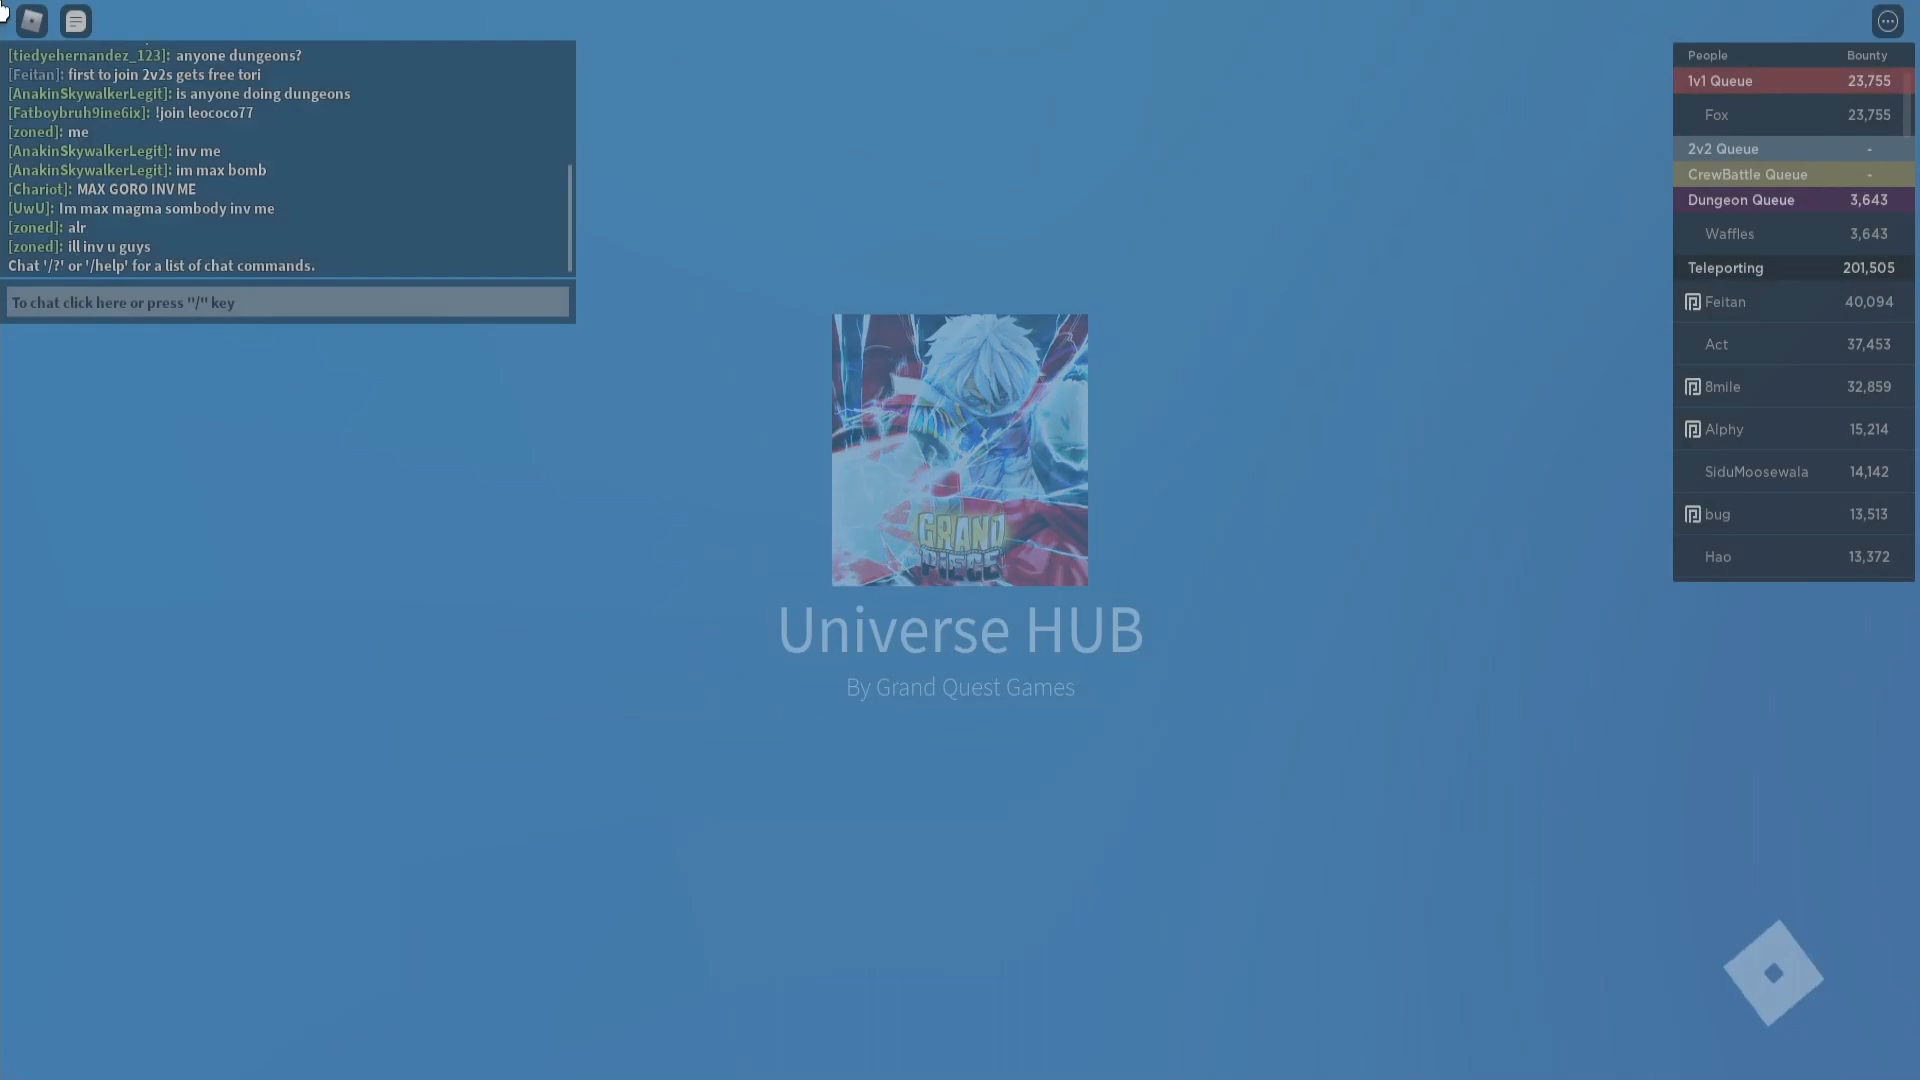 [tiedyehernandez_123]: anyone dungeons?
[Feitan]: first to join 2v2s gets free tori
[AnakinSkywalkerLegit]: is anyone doing dungeons
[Fatboybruh9ine6ix]: !join leococo77
[zoned]: me
[AnakinSkywalkerLegit]: inv me
[AnakinSkywalkerLegit]: im max bomb
[Chariot]: MAX GORO INV ME
[UwU]: Im max magma sombody inv me
[zoned]: alr
[zoned]: ill inv u guys
Chat '/?' or '/help' for a list of chat commands.
To chat click here or press "/" key
People Bounty
1v1 Queue 23,755
Fox 23,755
2v2 Queue -
CrewBattle Queue -
Dungeon Queue 3,643
Waffles 3,643
Teleporting 201,505
Feitan 40,094
Act 37,453
8mile 32,859
Alphy 15,214
SiduMoosewala 14,142
bug 13,513
Hao 13,372
GRAND
PIECE
Universe HUB
By Grand Quest Games